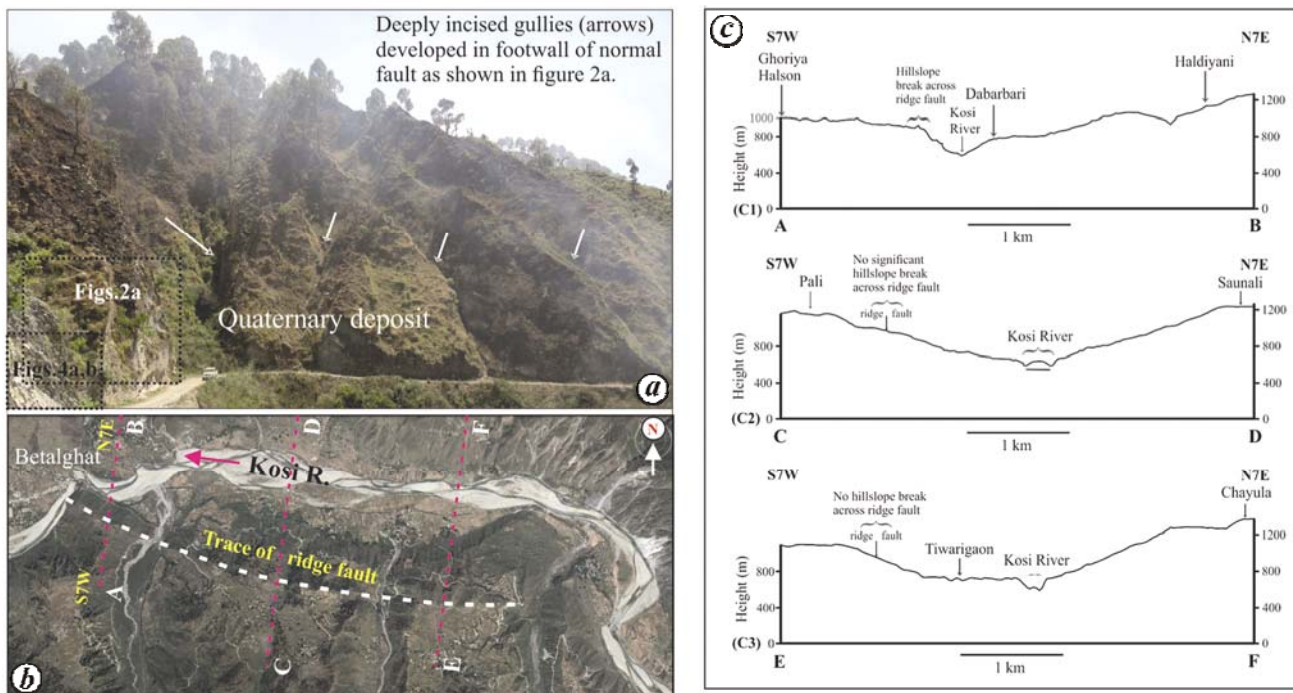 Deeply incised gullies (arrows)
developed in footwall of normal
fault as shown in figure 2a.
Figs.2a
Quaternary deposit
Figs.4a,b
a
Betalghat
N7E
B
D
F
N
Kosi R.
Trace of ridge fault
S7W
A
C
E
b
c
S7W
N7E
Ghoriya
Halson
Hillslope
break across
ridge fault
Kosi
River
Dabarbari
Haldiyani
Height (m)
1000
800
400
0
1200
800
400
0
(C1)
A
B
1 km
S7W
N7E
Pali
No significant
hillslope break
across ridge fault
ridge fault
Kosi River
Saunali
Height (m)
800
400
0
1200
800
400
0
(C2)
C
D
1 km
S7W
N7E
No hillslope break
across ridge fault
ridge fault
Tiwarigaon
Kosi River
Chayula
Height (m)
800
400
0
1200
800
400
0
(C3)
E
F
1 km